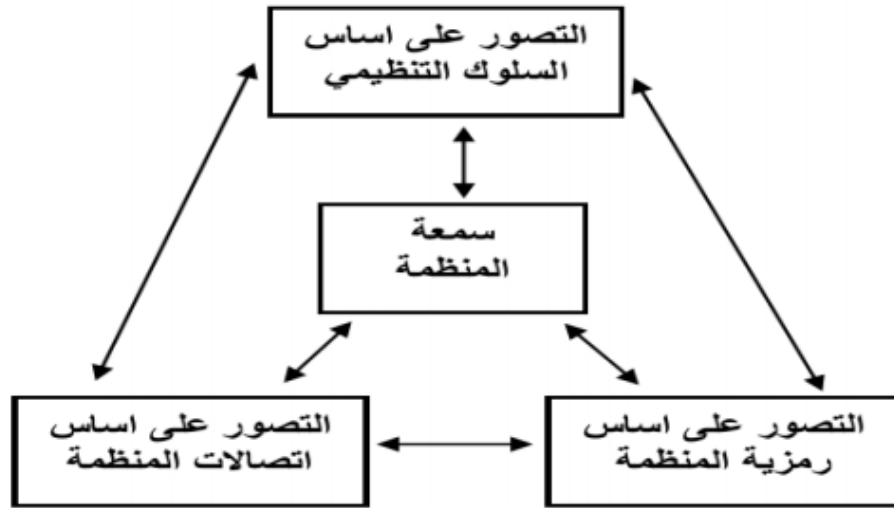 التصور على اساس
السلوك التنظيمي
سمعة
المنظمة
التصور على اساس
رمزية المنظمة
التصور على اساس
اتصالات المنظمة